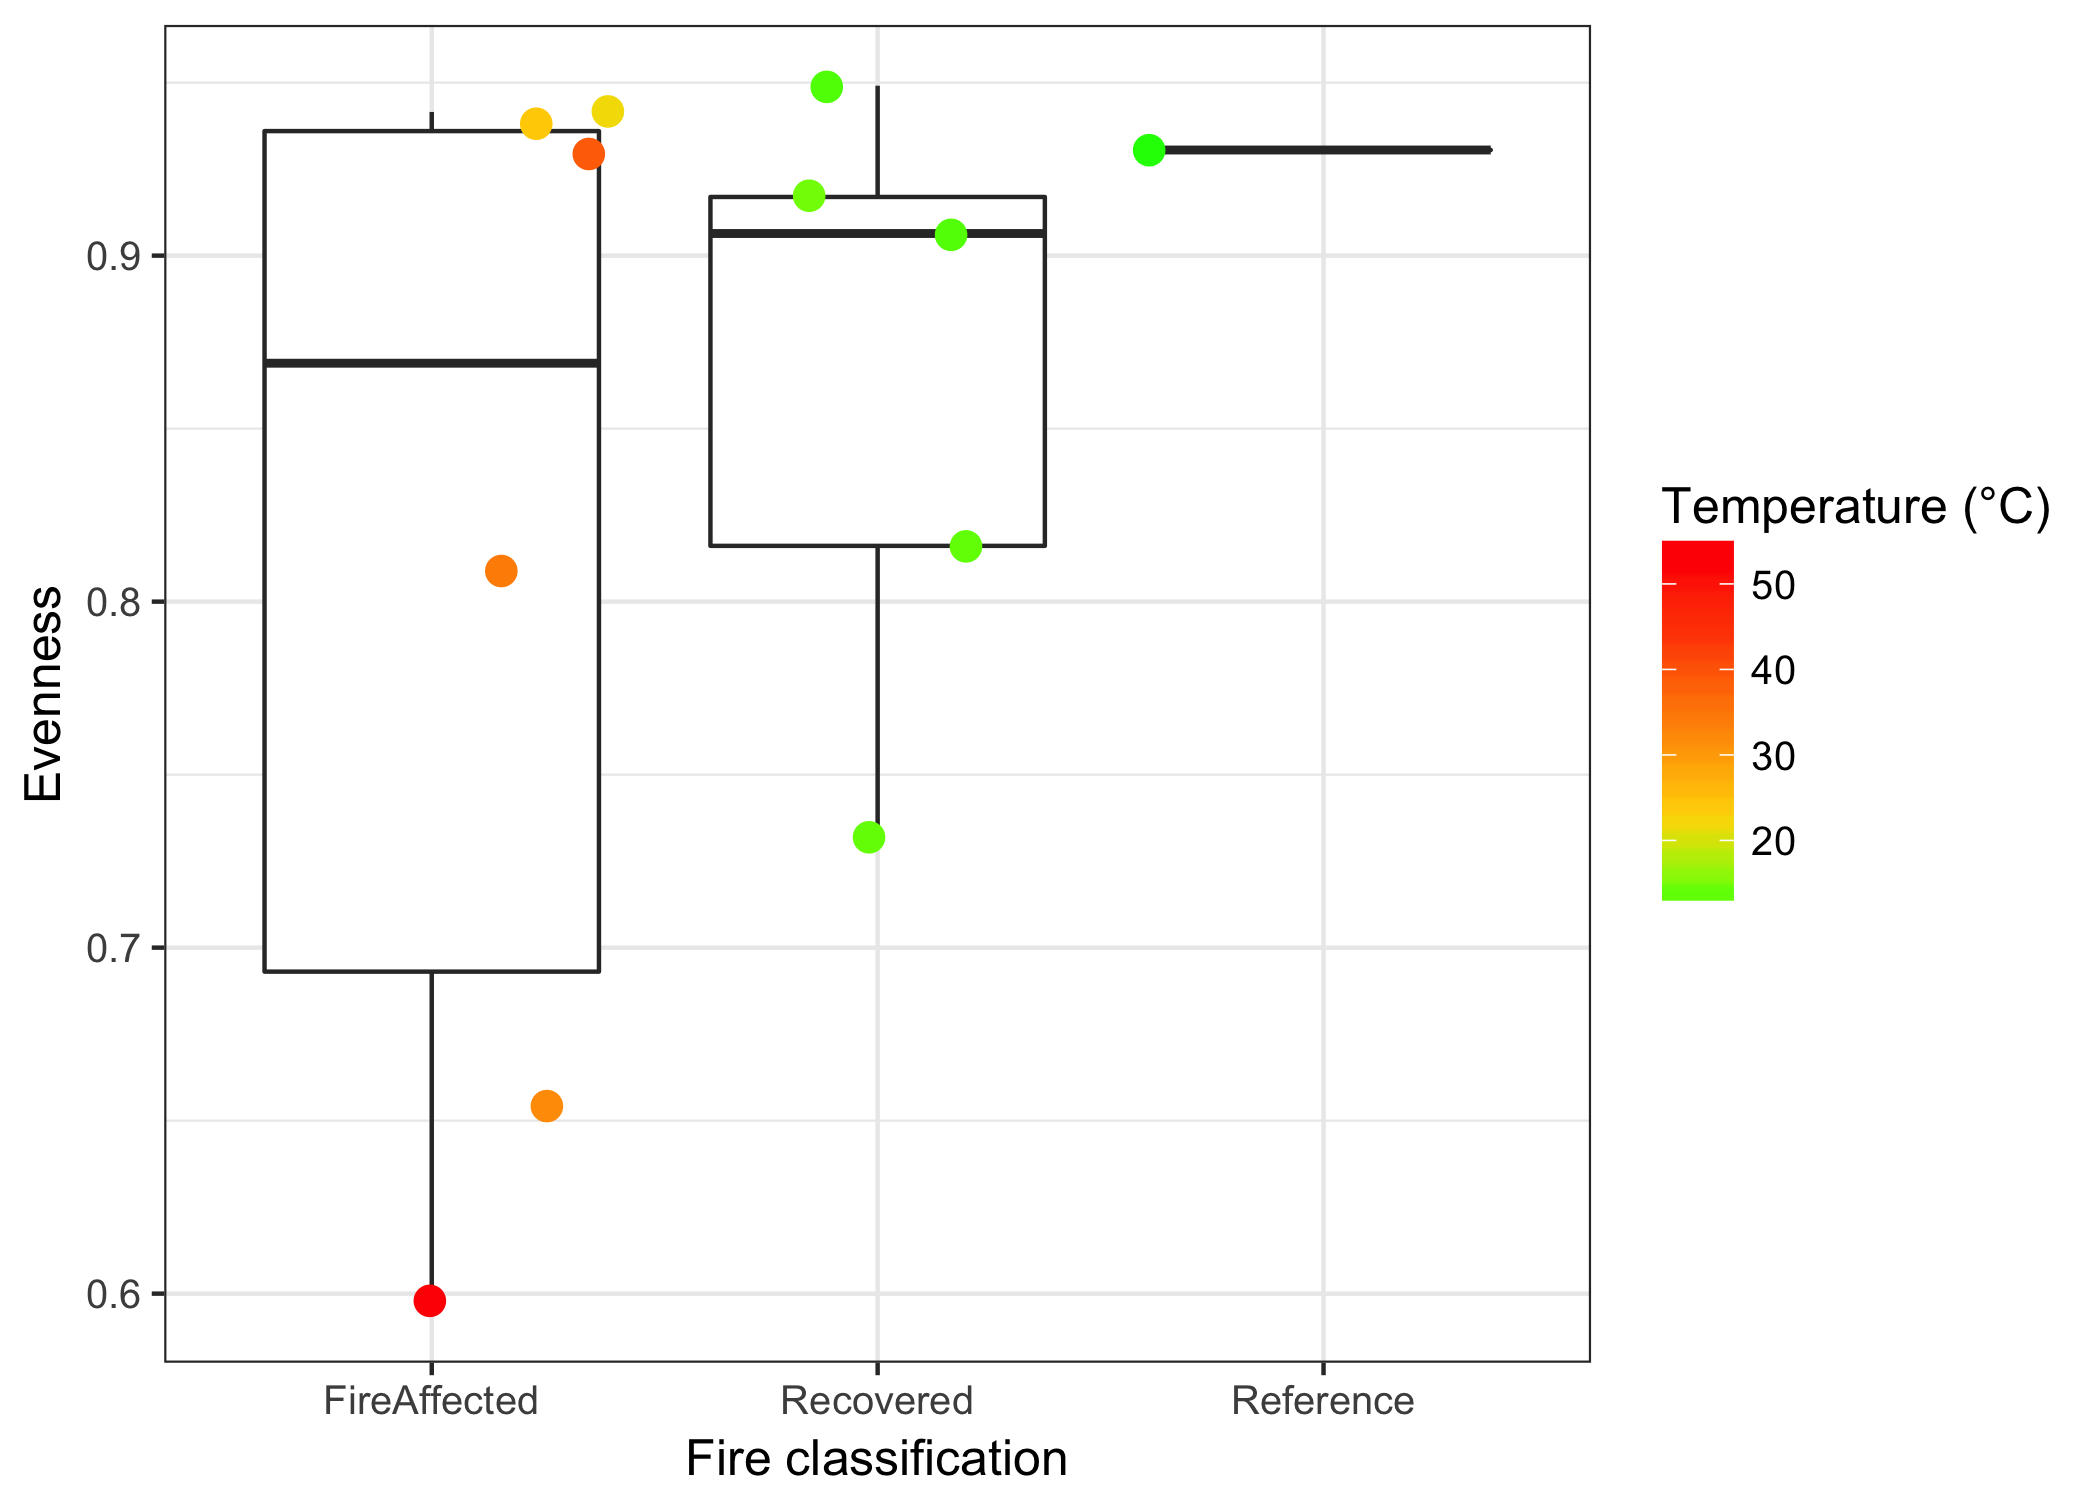 Evenness
0.9
0.8
0.7
0.6
FireAffected
Recovered
Reference
Fire classification
Temperature (°C)
50
40
30
20